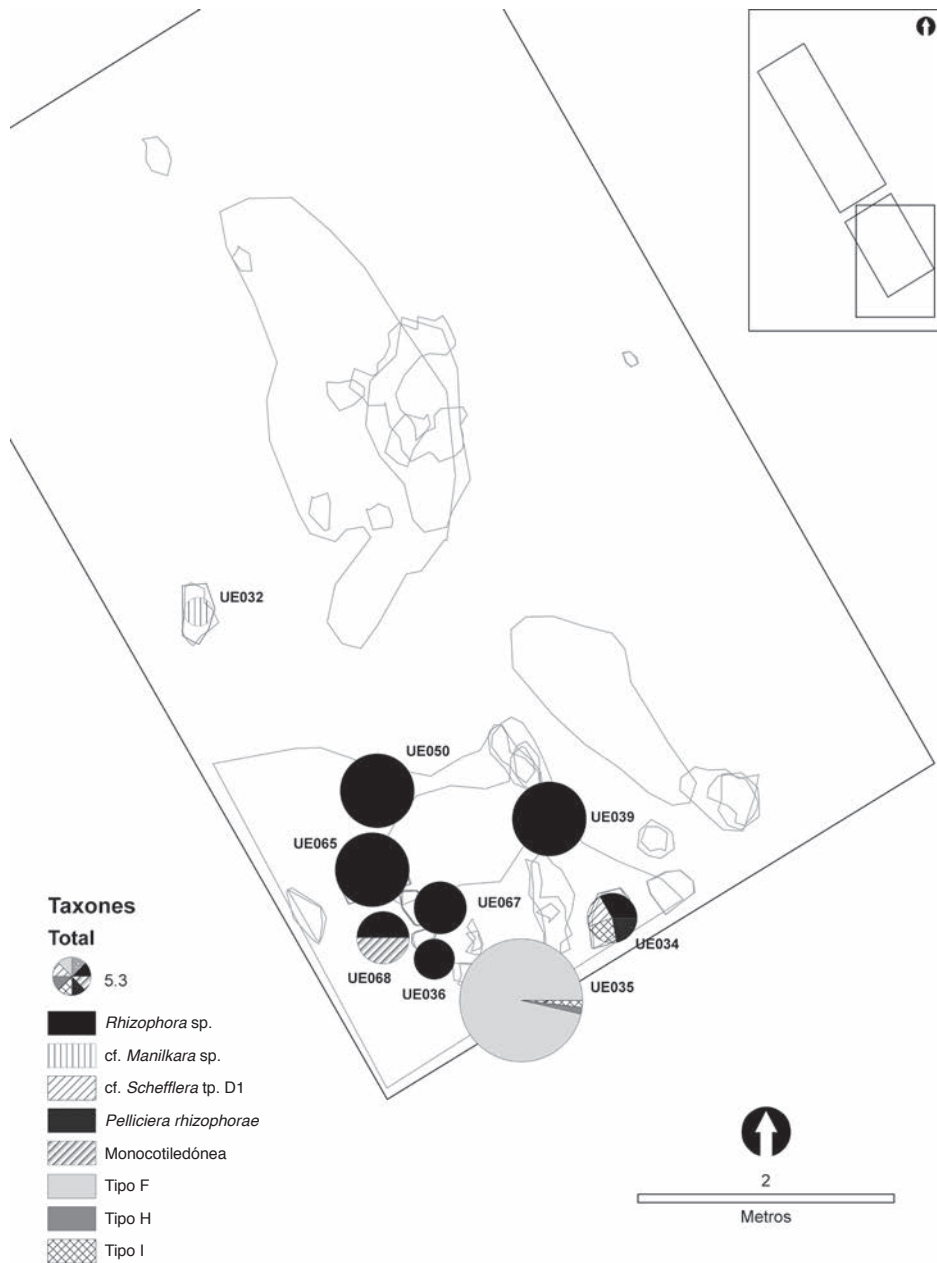 UE032
UE050
UE039
UE065
UE067
UE034
UE068
UE036
UE035
Taxones
Total
5.3
Rhizophora sp.
cf. Manilkara sp.
cf. Schefflera tp. D1
Pelliciera rhizophorae
Monocotiledónea
Tipo F
Tipo H
Tipo I
2
Metros